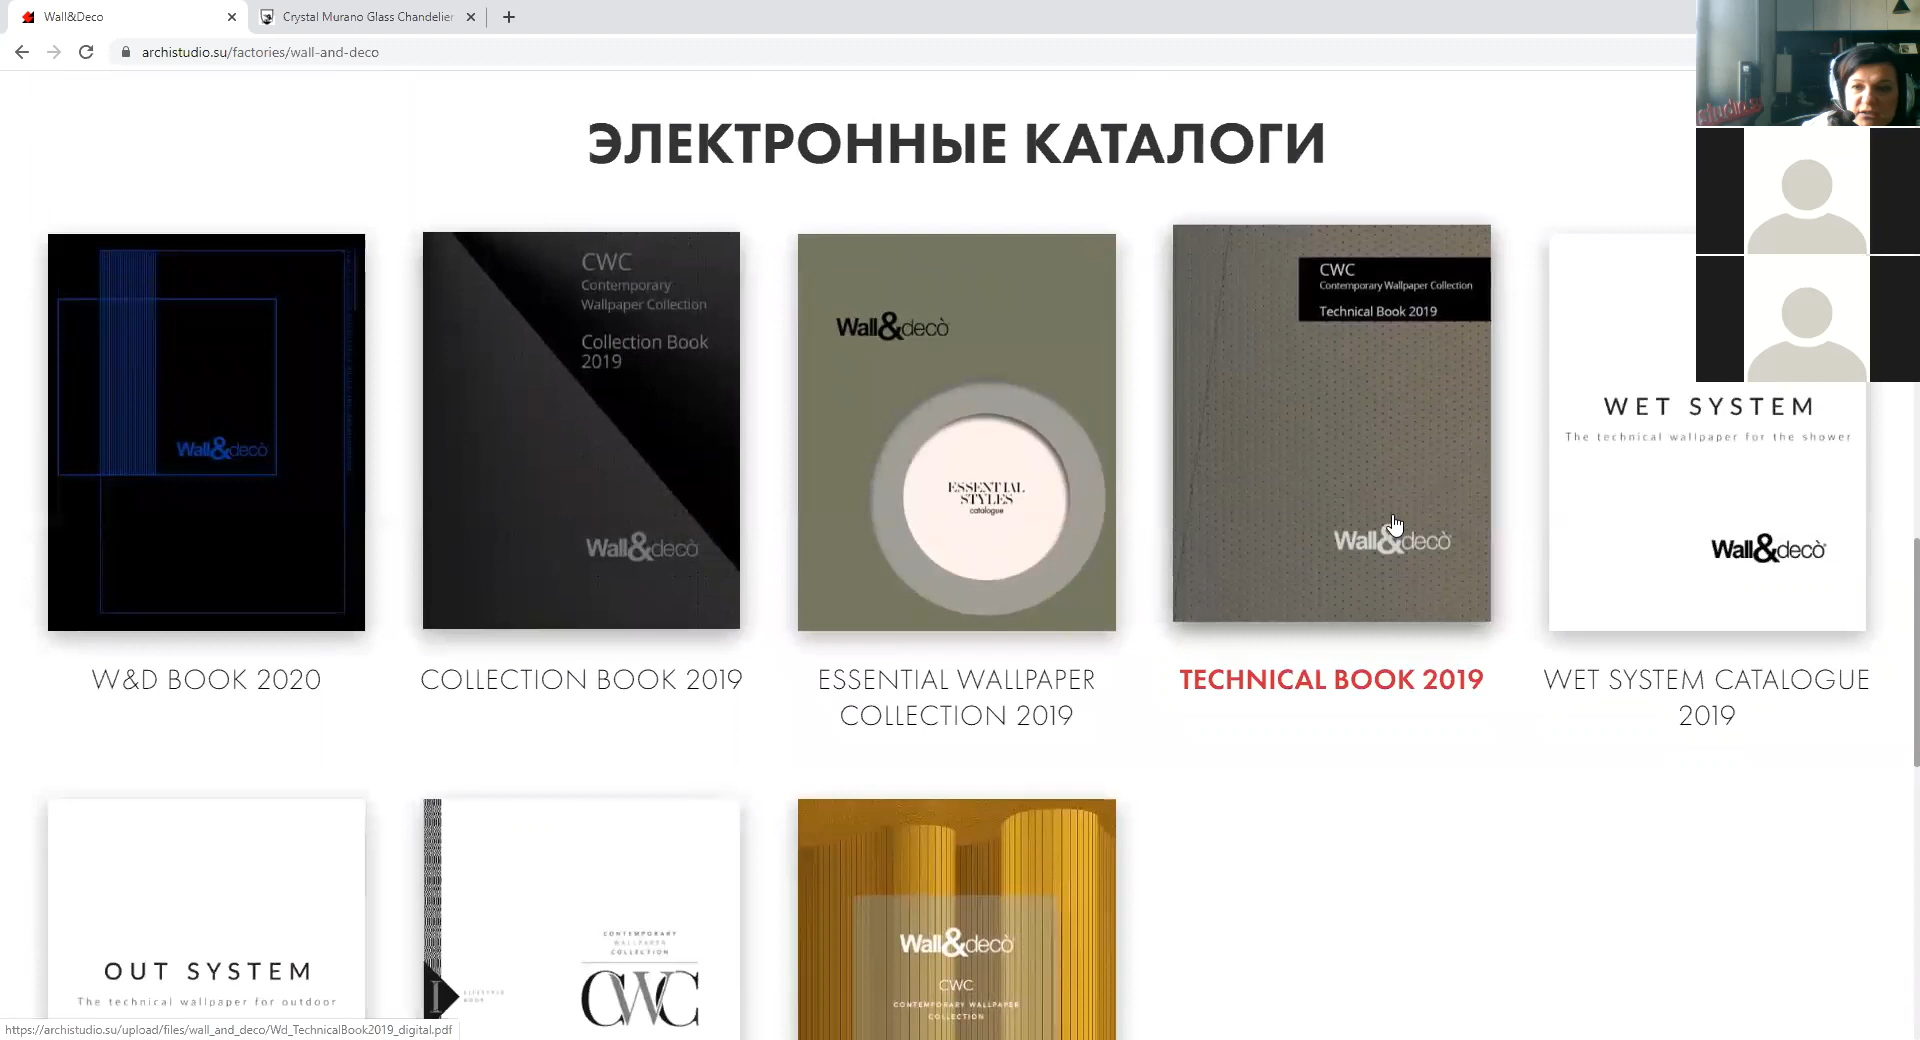 Wall&Deco
Crystal Murano Glass Chandelier
archistudio.su/factories/wall-and-deco
ЭЛЕКТРОННЫЕ КАТАЛОГИ
Wall&decò
CWC
Contemporary
Wallpaper Collection
Collection Book
2019
Wall&decò
Wall&decò
ESSENTIAL
STYLES
catalogue
CWC
Contemporary Wallpaper Collection
Technical Book 2019
Wall&decò
WET SYSTEM
The technical wallpaper for the shower
Wall&decò
W&D BOOK 2020
COLLECTION BOOK 2019
ESSENTIAL WALLPAPER
COLLECTION 2019
TECHNICAL BOOK 2019
WET SYSTEM CATALOGUE
2019
OUT SYSTEM
The technical wallpaper for outdoor
CONTEMPORARY
WALLPAPER
COLLECTION
CWC
Wall&decò
CWC
CONTEMPORARY WALLPAPER
COLLECTION
https://archistudio.su/upload/files/wall_and_deco/Wd_TechnicalBook2019_digital.pdf